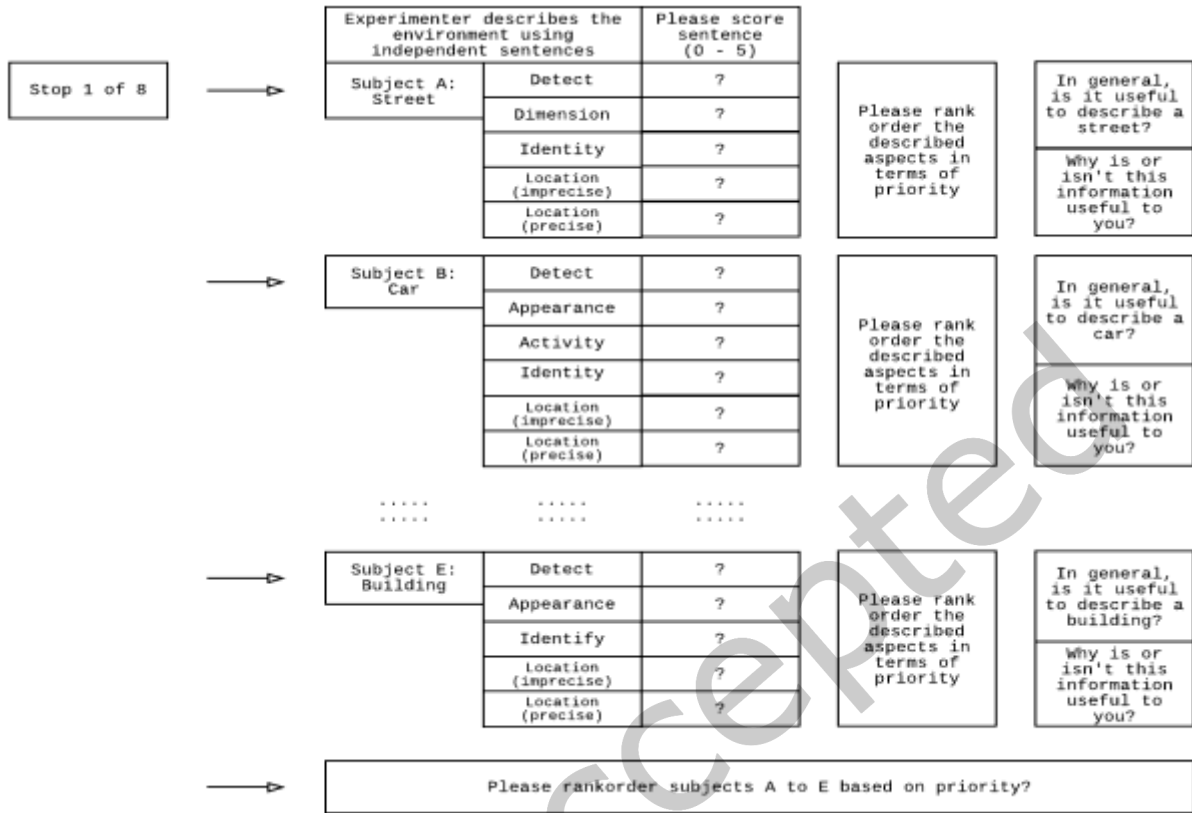 Experimenter describes the
environment using
independent sentences
Please score
sentence
(0 - 5)
Stop 1 of 8
Subject A:
Street
Detect
?
Dimension
?
Identity
?
Location
(imprecise)
?
Location
(precise)
?
Please rank
order the
described
aspects in
terms of
priority
In general,
is it useful
to describe a
street?
Why is or
isn't this
information
useful to
you?
Subject B:
Car
Detect
?
Appearance
?
Activity
?
Identity
?
Location
(imprecise)
?
Location
(precise)
?
Please rank
order the
described
aspects in
terms of
priority
In general,
is it useful
to describe a
car?
Why is or
isn't this
information
useful to
you?
.....
.....
.....
.....
.....
.....
Subject E:
Building
Detect
?
Appearance
?
Identify
?
Location
(imprecise)
?
Location
(precise)
?
Please rank
order the
described
aspects in
terms of
priority
In general,
is it useful
to describe a
building?
Why is or
isn't this
information
useful to
you?
Please rankorder subjects A to E based on priority?
ccepted